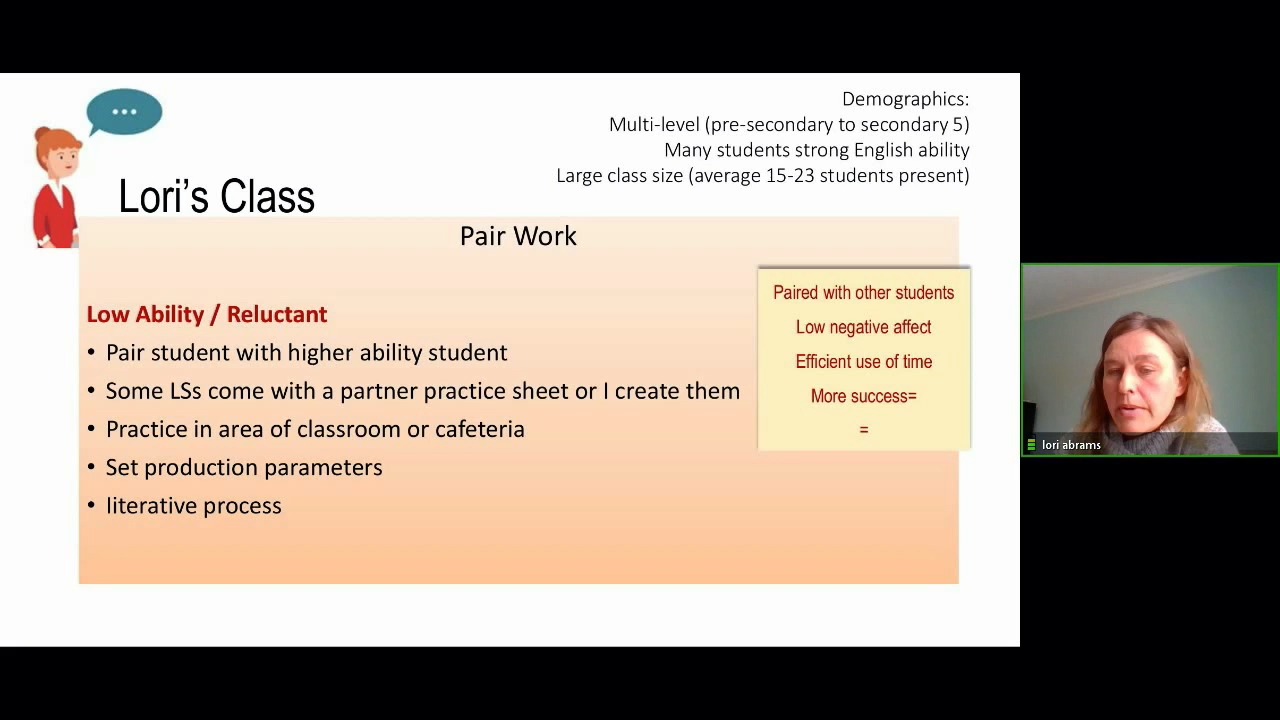 Demographics:
Multi-level (pre-secondary to secondary 5)
Many students strong English ability
Large class size (average 15-23 students present)
Lori’s Class
Pair Work
Low Ability / Reluctant
• Pair student with higher ability student
• Some LSs come with a partner practice sheet or I create them
• Practice in area of classroom or cafeteria
• Set production parameters
• Iiterative process
Paired with other students
Low negative affect
Efficient use of time
More success=
=
lori abrams